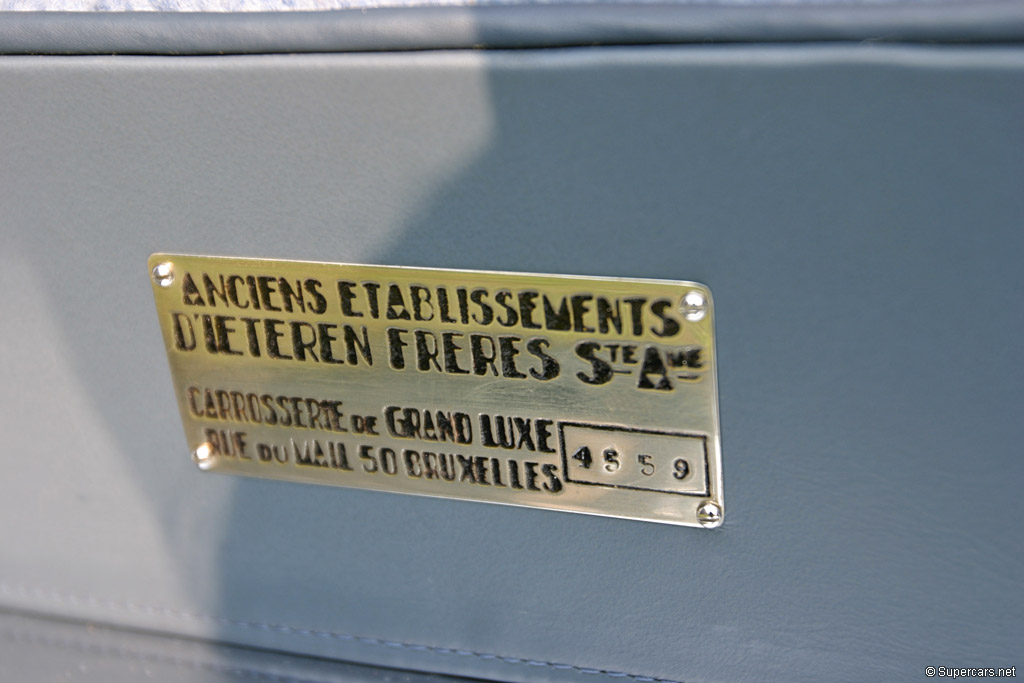 ANCIENS ETABLISSEMENTS
D'IETEREN FRERES STE AME
CARROSSERIE DE GRAND LUXE
RUE DU MAIL 50 BRUXELLES
4559
© Supercars.net